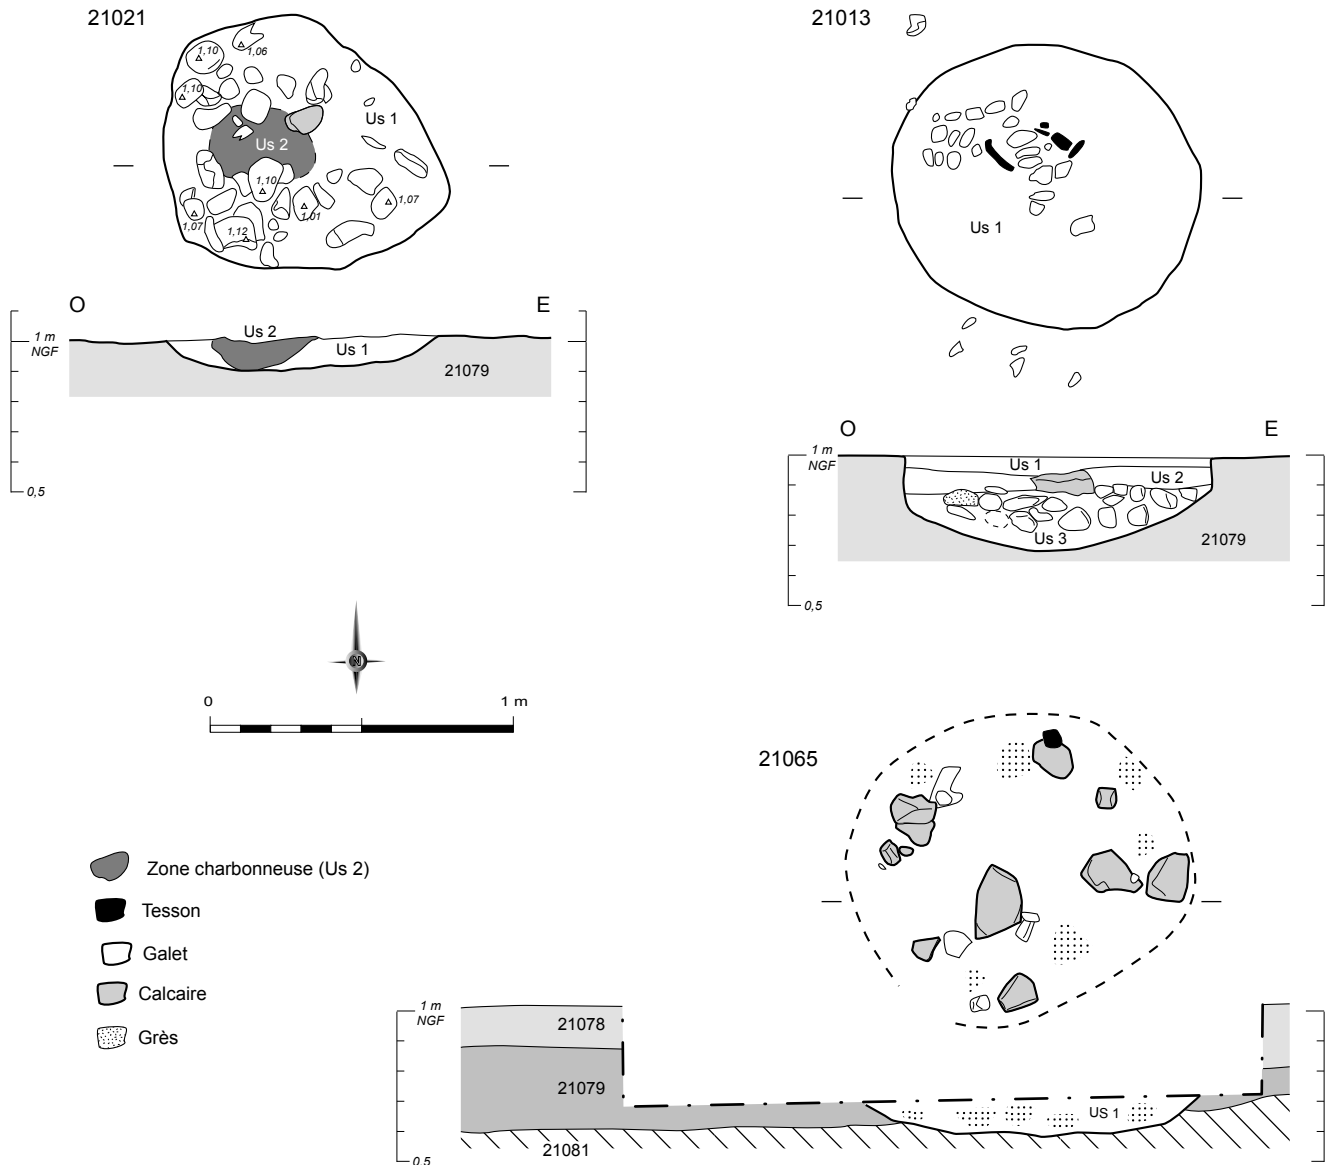 21021
1,10
1,06
1,10
Us 1
Us 2
1,10
1,07
1,01
1,07
1,12
O
E
Us 2
1 m
NGF
Us 1
21079
0,5
21013
Us 1
O
E
1 m
NGF
Us 1
Us 2
Us 3
21079
0,5
N
0
1 m
21065
Zone charbonneuse (Us 2)
Tesson
Galet
Calcaire
Grès
1 m
NGF
21078
21079
US 1
21081
0,5